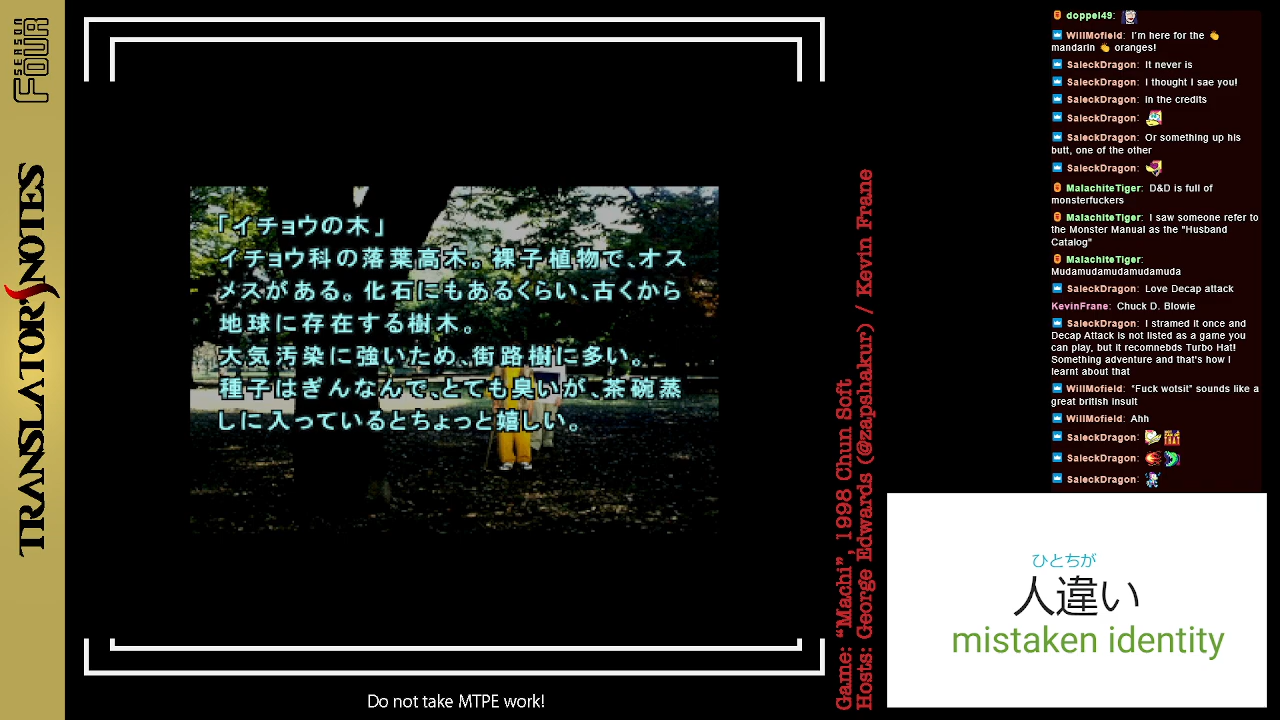 SEASON
FOUR
TRANSLATOR'S NOTES
「イチョウの木」
イチョウ科の落葉高木。裸子植物で、オス
メスがある。化石にもあるくらい、古くから
地球に存在する樹木。
大気汚染に強いため、街路樹に多い。
種子はぎんなんで、とても臭いが、茶碗蒸
しに入っているとちょっと嬉しい。
Do not take MTPE work!
Game: “Machi”, 1998 Chun Soft
Hosts: George Edwards (@zapshakur) / Kevin Frane
doppel49:
WillMofield: I'm here for the 👏
mandarin 👏 oranges!
SaleckDragon: It never is
SaleckDragon: I thought I sae you!
SaleckDragon: In the credits
SaleckDragon:
SaleckDragon: Or something up his
butt, one of the other
SaleckDragon:
MalachiteTiger: D&D is full of
monsterfuckers
MalachiteTiger: I saw someone refer to
the Monster Manual as the "Husband
Catalog"
MalachiteTiger:
Mudamudamudamudamuda
SaleckDragon: Love Decap attack
KevinFrane: Chuck D. Blowie
SaleckDragon: I stramed it once and
Decap Attack is not listed as a game you
can play, but it recomnebds Turbo Hat!
Something adventure and that's how I
learnt about that
WillMofield: "Fuck wotsit" sounds like a
great british insult
WillMofield: Ahh
SaleckDragon:
SaleckDragon:
SaleckDragon:
ひとちが
人違い
mistaken identity